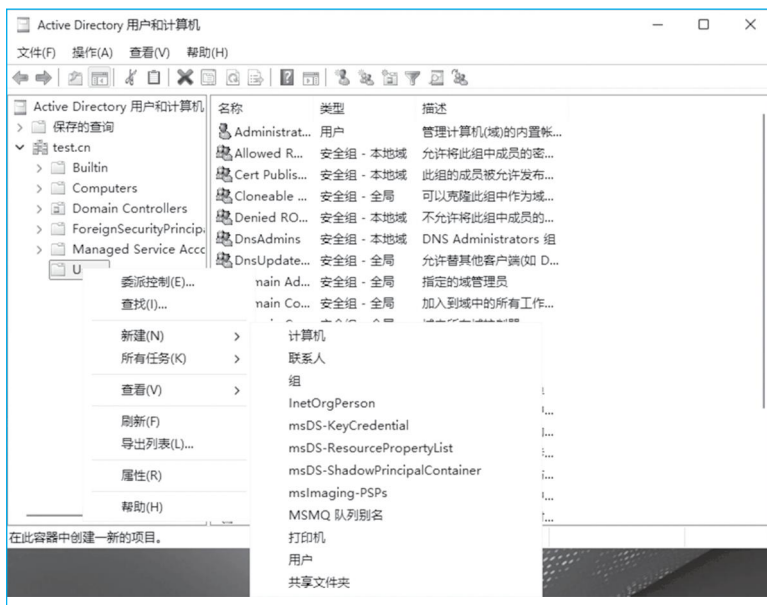 Active Directory 用户和计算机
文件(F) 操作(A) 查看(V) 帮助(H)
Active Directory 用户和计算机
保存的查询
test.cn
Builtin
Computers
Domain Controllers
ForeignSecurityPrincipa
Managed Service Acco
U
名称 类型 描述
Administrat... 用户 管理计算机(域)的内置帐...
Allowed R... 安全组 - 本地域 允许将此组中成员的密...
Cert Publis... 安全组 - 本地域 此组的成员被允许发布...
Cloneable ... 安全组 - 全局 可以克隆此组中作为域...
Denied RO... 安全组 - 本地域 不允许将此组中成员的...
DnsAdmins 安全组 - 本地域 DNS Administrators 组
DnsUpdate... 安全组 - 全局 允许替其他客户端(如 D...
main Ad... 安全组 - 全局 指定的域管理员
main Co... 安全组 - 全局 加入到域中的所有工作...
委派控制(E)...
查找(I)...
新建(N)
所有任务(K)
查看(V)
刷新(F)
导出列表(L)...
属性(R)
帮助(H)
计算机
联系人
组
InetOrgPerson
msDS-KeyCredential
msDS-ResourcePropertyList
msDS-ShadowPrincipalContainer
msImaging-PSPs
MSMQ 队列别名
打印机
用户
共享文件夹
在此容器中创建一新的项目。